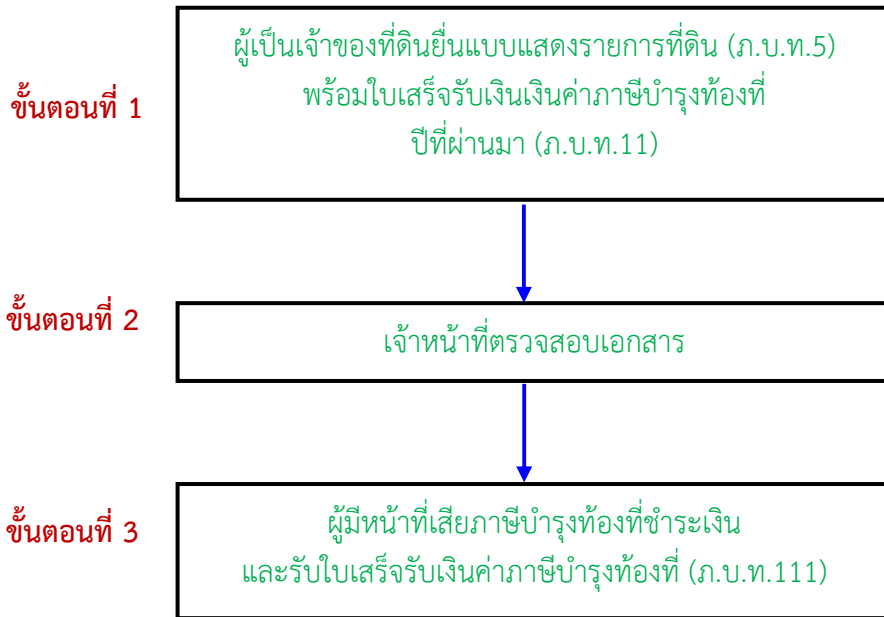 ขั้นตอนที่ 1
ผู้เป็นเจ้าของที่ดินยื่นแบบแสดงรายการที่ดิน (ภ.บ.ท.5)
พร้อมใบเสร็จรับเงินเงินค่าภาษีบำรุงท้องที่
ปีที่ผ่านมา (ภ.บ.ท.11)
ขั้นตอนที่ 2
เจ้าหน้าที่ตรวจสอบเอกสาร
ขั้นตอนที่ 3
ผู้มีหน้าที่เสียภาษีบำรุงท้องที่ชำระเงิน
และรับใบเสร็จรับเงินค่าภาษีบำรุงท้องที่ (ภ.บ.ท.111)